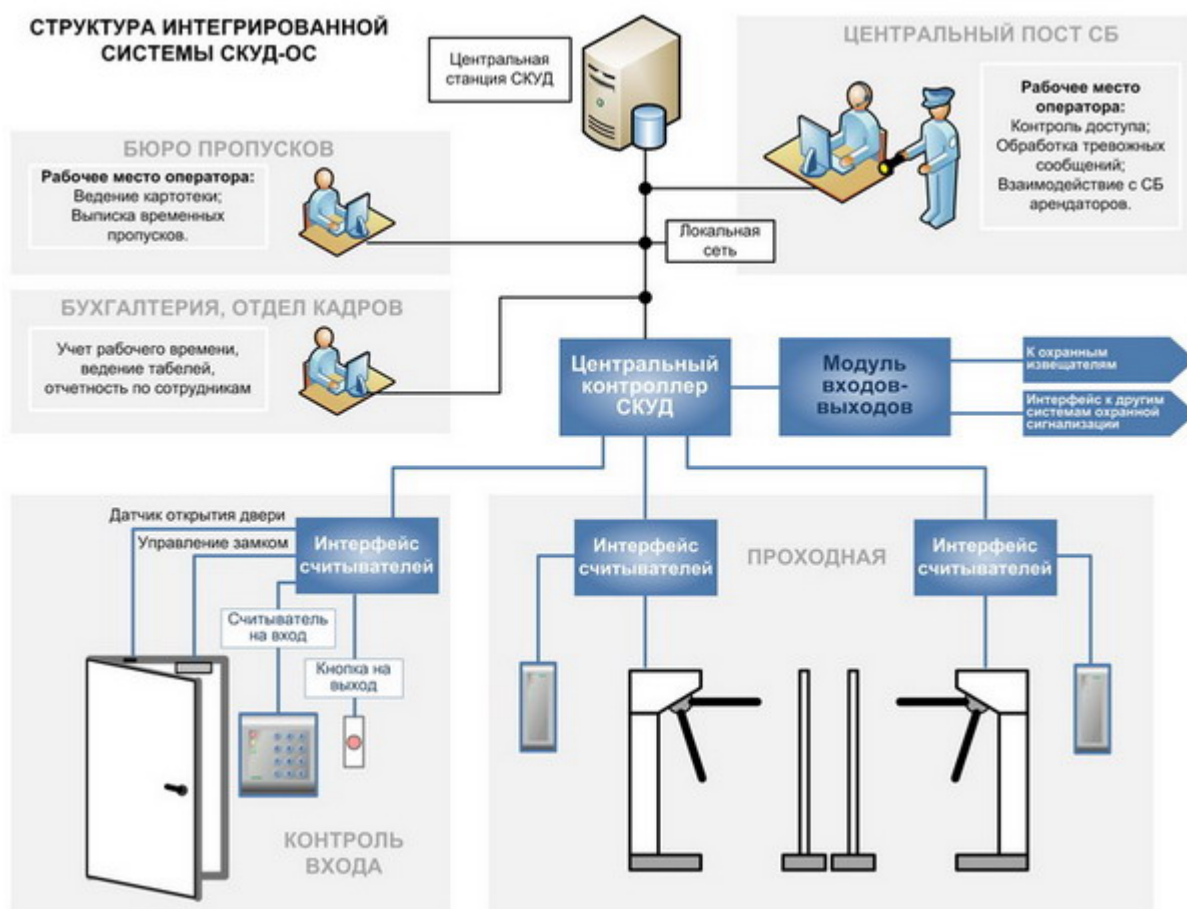 СТРУКТУРА ИНТЕГРИРОВАННОЙ
СИСТЕМЫ СКУД-ОС
Центральная
станция СКУД
ЦЕНТРАЛЬНЫЙ ПОСТ СБ
Рабочее место
оператора:
Контроль доступа;
Обработка тревожных
сообщений;
Взаимодействие с СБ
арендаторов.
БЮРО ПРОПУСКОВ
Рабочее место оператора:
Ведение картотеки;
Выписка временных
пропусков.
Локальная
сеть
БУХГАЛТЕРИЯ, ОТДЕЛ КАДРОВ
Учет рабочего времени,
ведение табелей,
отчетность по сотрудникам
Центральный
контроллер
СКУД
Модуль
входов-
выходов
К охранным
извещателям
Интерфейс к другим
системам охранной
сигнализации
Датчик открытия двери
Управление замком
Интерфейс
считывателей
Считыватель
на вход
Кнопка на
выход
КОНТРОЛЬ
ВХОДА
Интерфейс
считывателей
ПРОХОДНАЯ
Интерфейс
считывателей